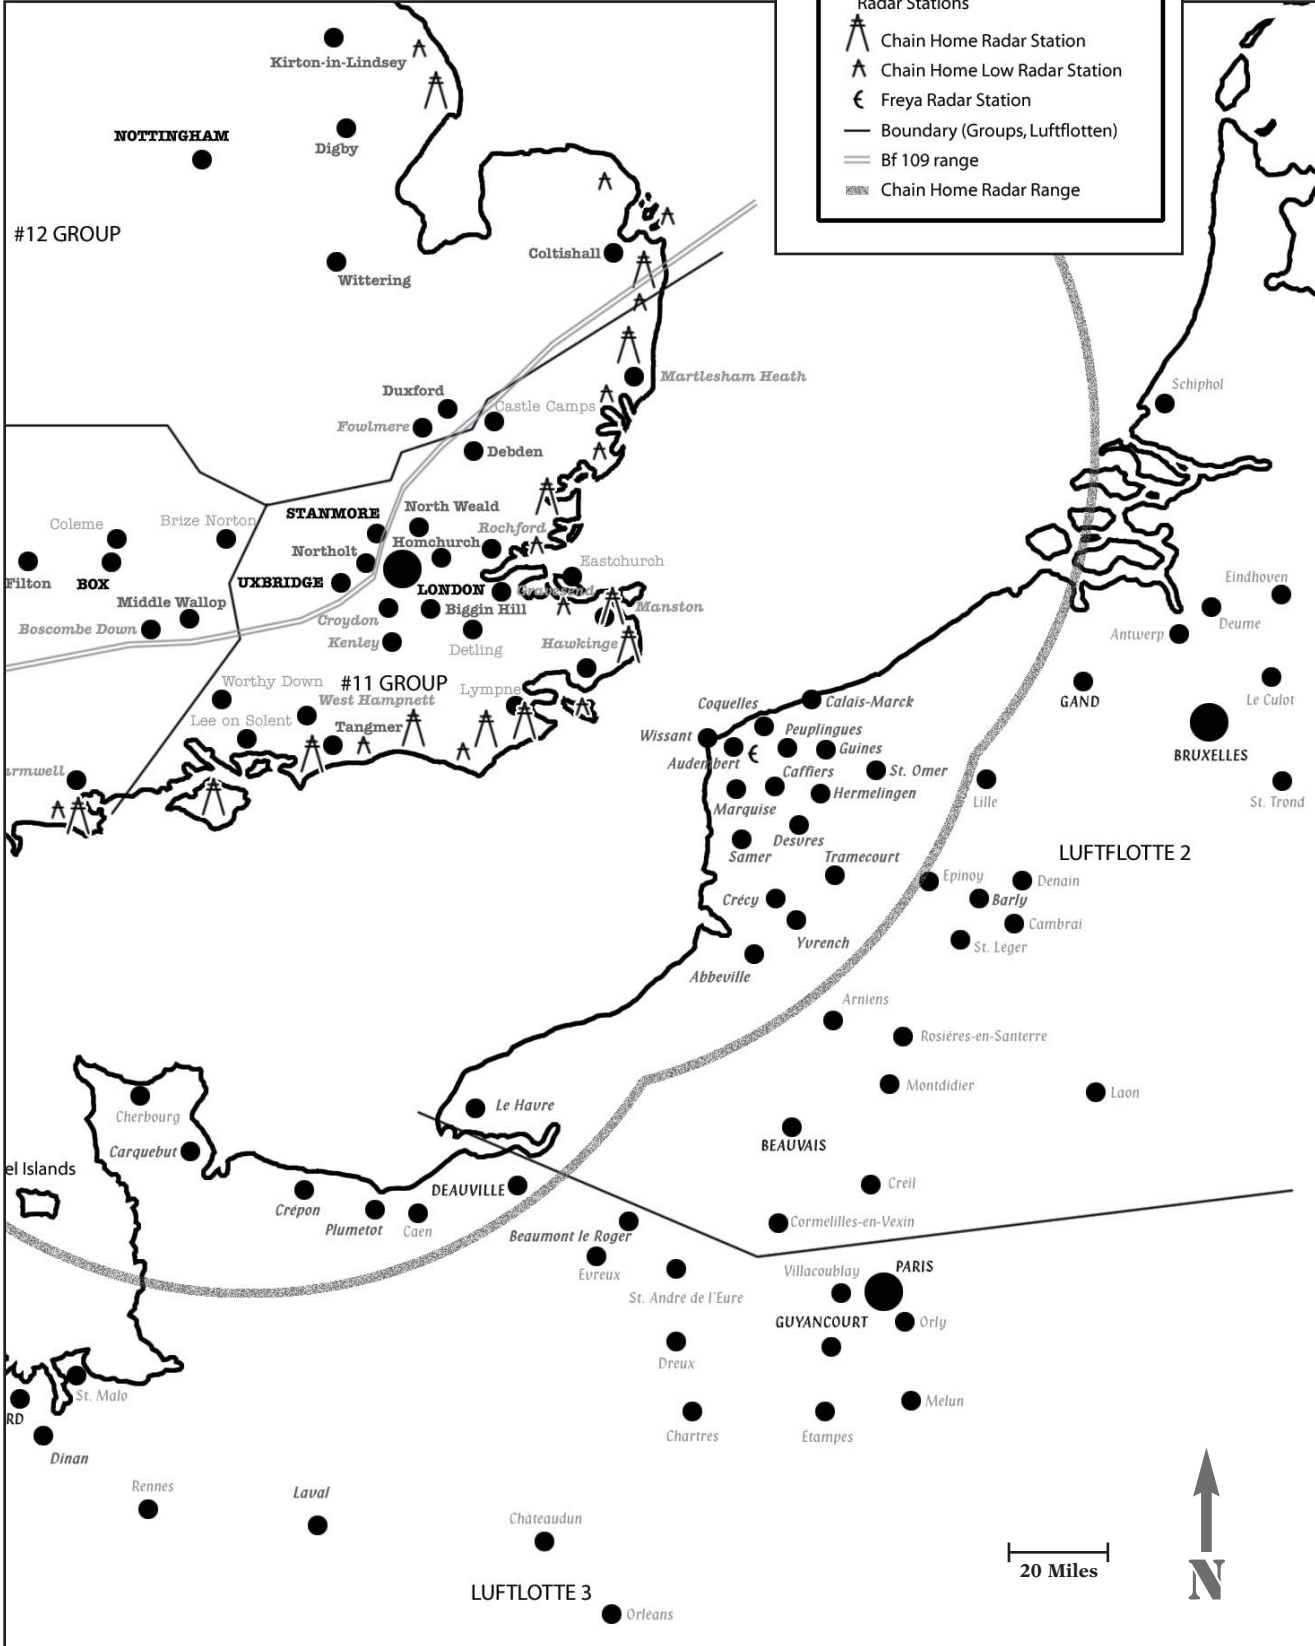 Radar Stations
Chain Home Radar Station
Chain Home Low Radar Station
Freya Radar Station
Boundary (Groups, Luftflotten)
Bf 109 range
Chain Home Radar Range
Kirton-in-Lindsey
NOTTINGHAM
Digby
#12 GROUP
Coltishall
Wittering
Martlesham Heath
Schiphol
Duxford
Castle Camps
Fowlmere
Debden
North Weald
STANMORE
Coleme
Brize Norton
Rochford
Northolt
Homchurch
Eastchurch
Filton
BOX
UXBRIDGE
LONDON
Gravesend
Eindhoven
Middle Wallop
Biggin Hill
Manston
Croydon
Deurne
Boscombe Down
Antwerp
Kenley
Detling
Hawkinge
Worthy Down
#11 GROUP
Lympne
West Hampnett
GAND
Le Culot
Coquelles
Calais-Marck
Lee on Solent
Tangmer
Peuplingues
Wissant
Guines
BRUXELLES
Audembert
armwell
Caffiers
St. Omer
Hermelingen
Lille
St. Trond
Marquise
Desvres
LUFTFLOTTE 2
Samer
Tramecourt
Epinoy
Denain
Crécy
Barly
Cambrai
Yvrench
St. Léger
Abbeville
Arniens
Rosiéres-en-Santerre
Montdidier
Laon
Cherbourg
Le Havre
BEAUVAIS
Carquebut
el Islands
Creil
DEAUVILLE
Crépon
Plumetot
Caen
Cormelilles-en-Vexin
Beaumont le Roger
Evreux
Villacoublay
PARIS
St. André de l'Eure
GUYANCOURT
Orly
Dreux
St. Malo
Melun
RD
Chartres
Étampes
Dinan
Rennes
Laval
Châteaudun
20 Miles
N
LUFTLOTTE 3
Orléans